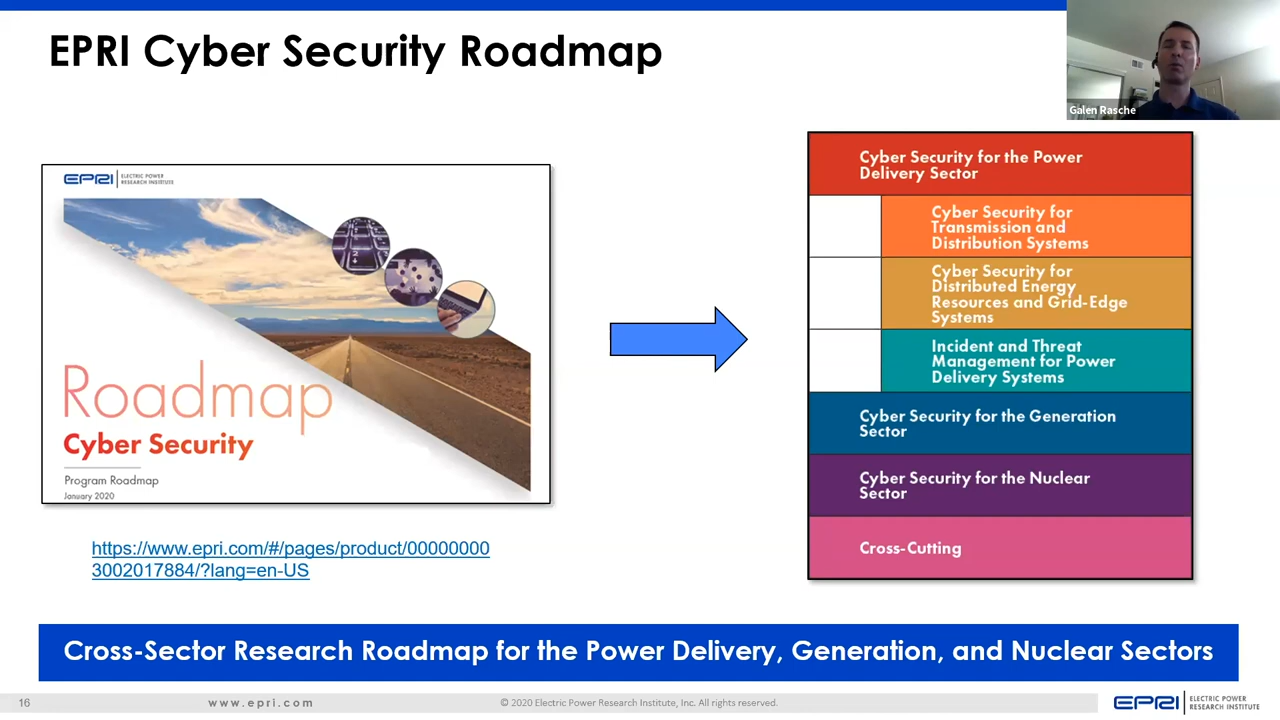 EPRI Cyber Security Roadmap
Galen Rasche
EPRI
ELECTRIC POWER
RESEARCH INSTITUTE
Roadmap
Cyber Security
Program Roadmap
January 2020
https://www.epri.com/#/pages/product/00000000
3002017884/?lang=en-US
Cyber Security for the Power
Delivery Sector
Cyber Security for
Transmission and
Distribution Systems
Cyber Security for
Distributed Energy
Resources and Grid-Edge
Systems
Incident and Threat
Management for Power
Delivery Systems
Cyber Security for the Generation
Sector
Cyber Security for the Nuclear
Sector
Cross-Cutting
Cross-Sector Research Roadmap for the Power Delivery, Generation, and Nuclear Sectors
16
www.epri.com
© 2020 Electric Power Research Institute, Inc. All rights reserved.
EPRI
ELECTRIC POWER
RESEARCH INSTITUTE